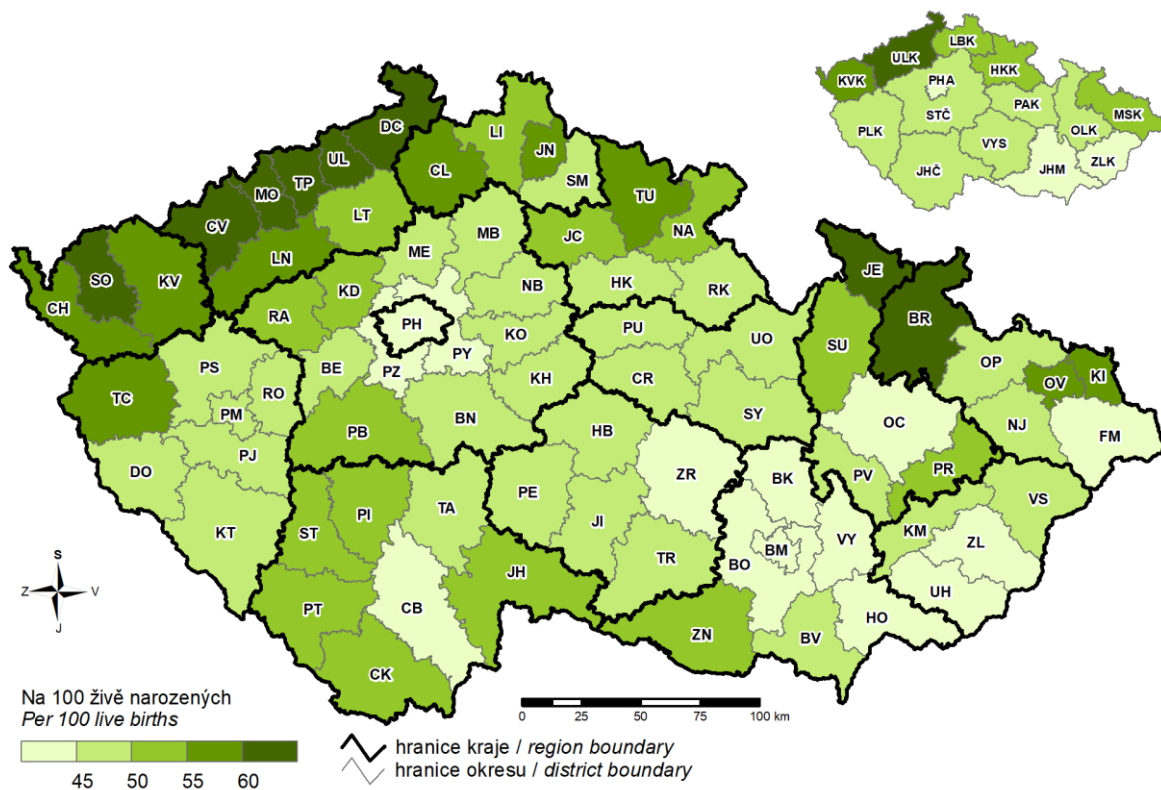 LBK
ULK
KVK
HKK
PHA
PAK
MSK
STČ
PLK
OLK
VYS
ZLK
JHČ
JHM
DC
LI
UL
JN
CL
TP
SM
MO
TU
LT
CV
JC
NA
MB
ME
LN
SO
KV
JE
KD
NB
HK
RK
CH
RA
BR
PH
KO
PU
UO
SU
PY
BE
PZ
OP
PS
RO
KI
OV
CR
KH
TC
PM
BN
SY
OC
NJ
PB
HB
FM
PJ
DO
PR
ZR
PV
BK
PE
VS
KT
TA
PI
ST
JI
KM
VY
ZL
BM
TR
BO
JH
UH
CB
PT
HO
ZN
BV
CK
S
Z V
J
Na 100 živě narozených
Per 100 live births
45 50 55 60
0 25 50 75 100 km
hranice kraje / region boundary
hranice okresu / district boundary